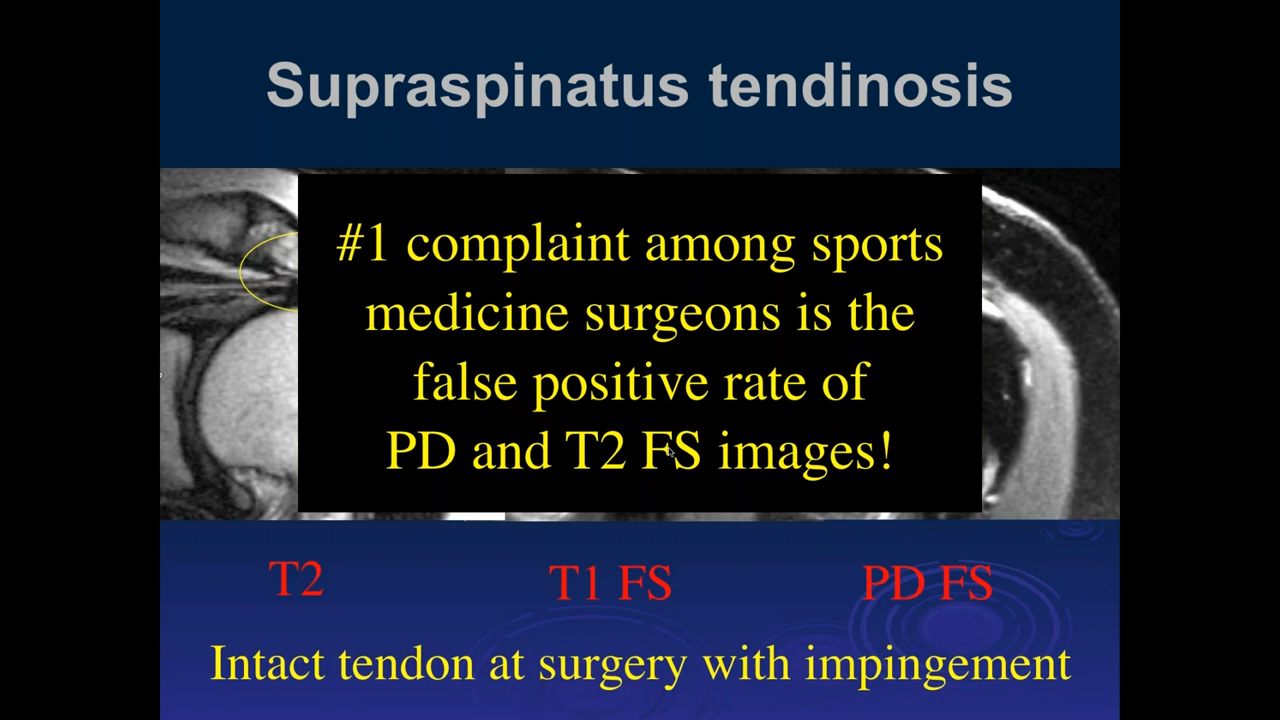 Supraspinatus tendinosis
#1 complaint among sports
medicine surgeons is the
false positive rate of
PD and T2 FS images!
T2
T1 FS
PD FS
Intact tendon at surgery with impingement